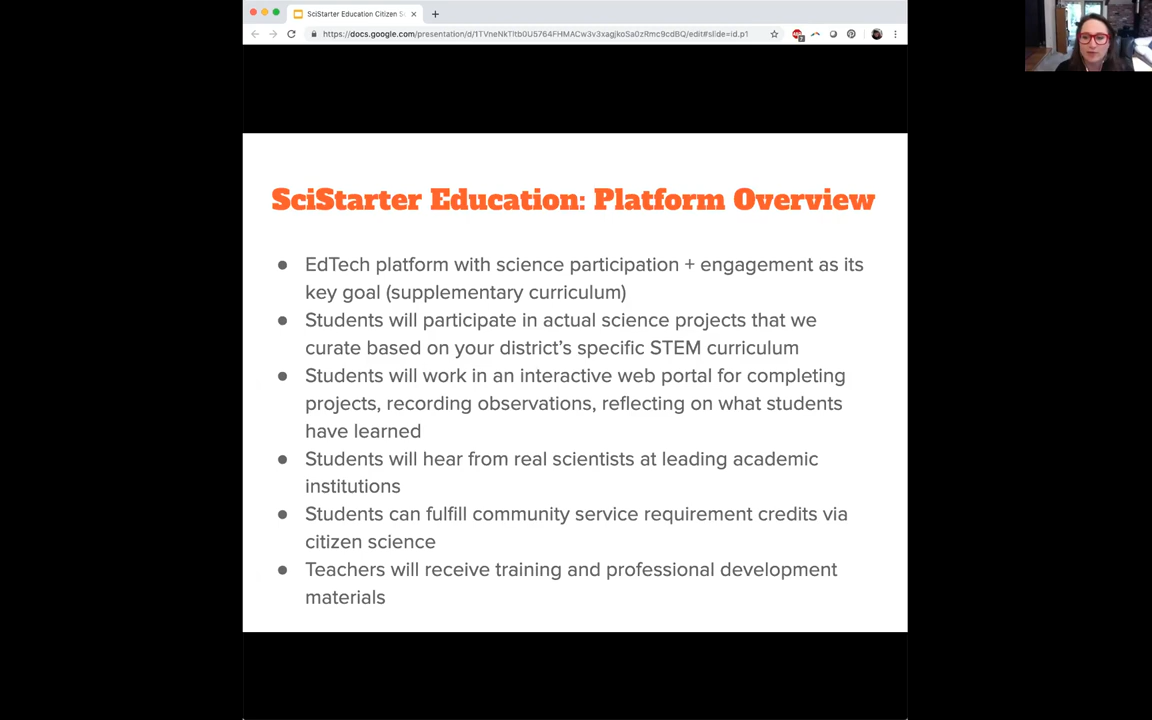 SciStarter Education Citizen Sc
https://docs.google.com/presentation/d/1TVneNkTltb0U5764FHMACw3v3xagjkoSa0zRmc9cdBQ/edit#slide=id.p1
SciStarter Education: Platform Overview
● EdTech platform with science participation + engagement as its
key goal (supplementary curriculum)
● Students will participate in actual science projects that we
curate based on your district’s specific STEM curriculum
● Students will work in an interactive web portal for completing
projects, recording observations, reflecting on what students
have learned
● Students will hear from real scientists at leading academic
institutions
● Students can fulfill community service requirement credits via
citizen science
● Teachers will receive training and professional development
materials